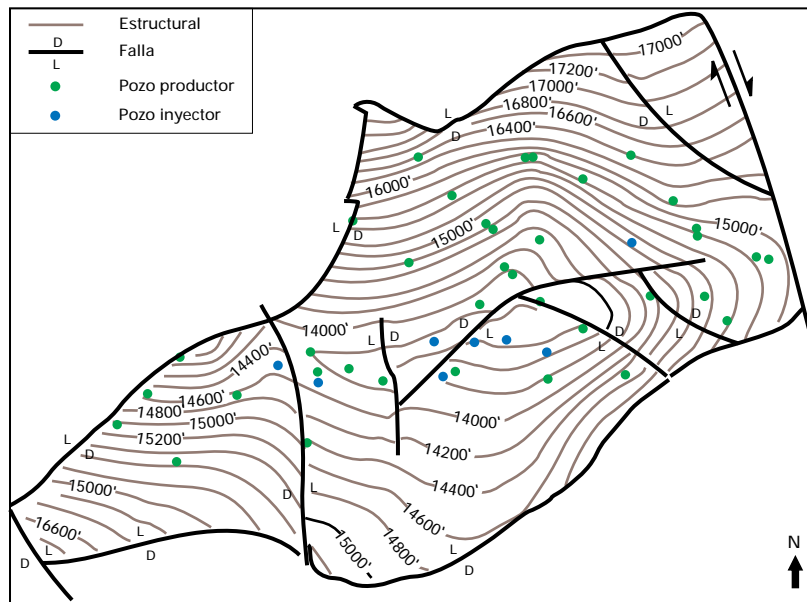 Estructural
D
Falla
L
Pozo productor
Pozo inyector
17000'
17200'
17000'
16800'
16600'
16400'
L
D
D
L
16000'
15000'
15000'
L
D
14000'
14400'
L
D
D
L
D
L
D
L
14600'
14800'
15000'
15200'
L
D
14000'
14200'
14400'
14600'
14800'
15000'
D
L
15000'
16600'
D
L
L
D
L
D
N